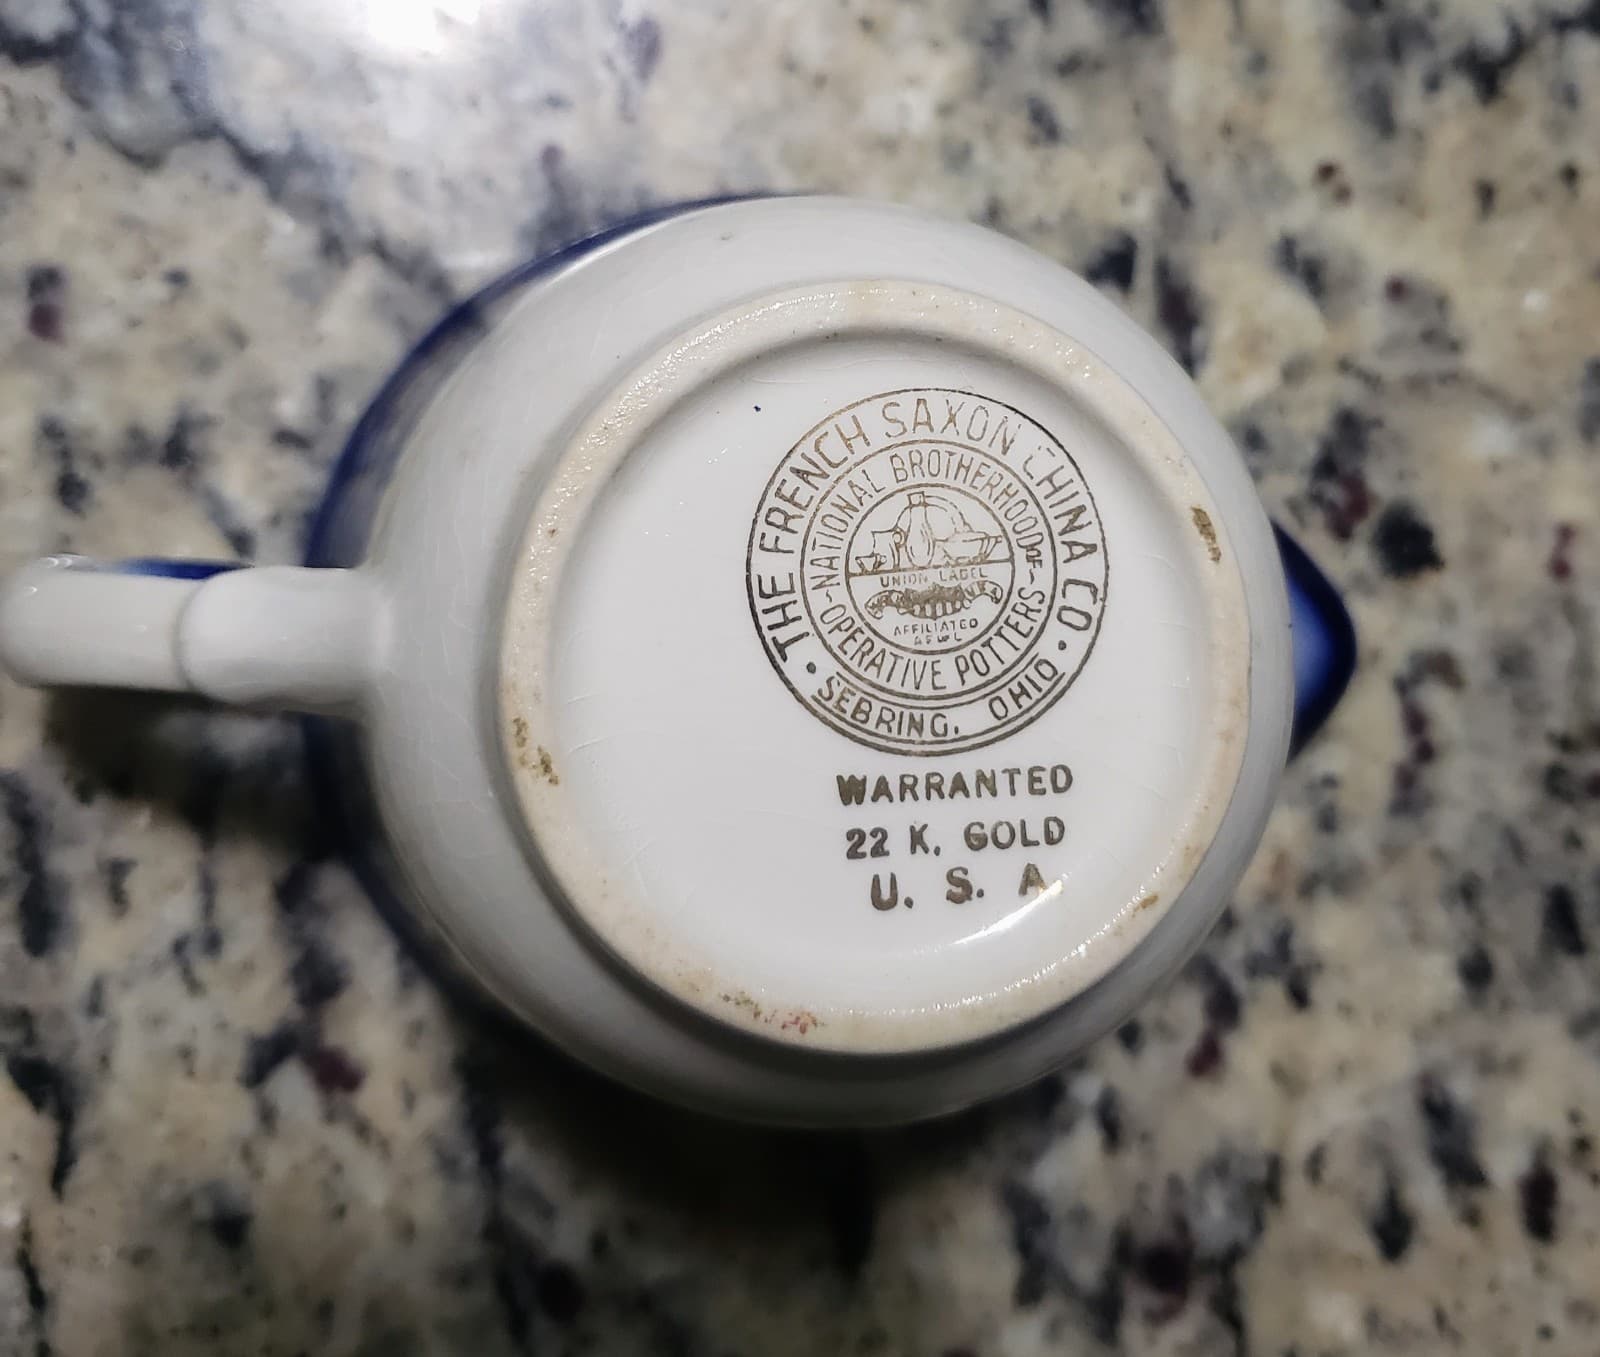 THE FRENCH SAXON CHINA CO.
• SEBRING, OHIO •
~NATIONAL BROTHERHOOD OF~
OPERATIVE POTTERS
UNION LABEL
AFFILIATED
WARRANTED
22 K. GOLD
U. S. A